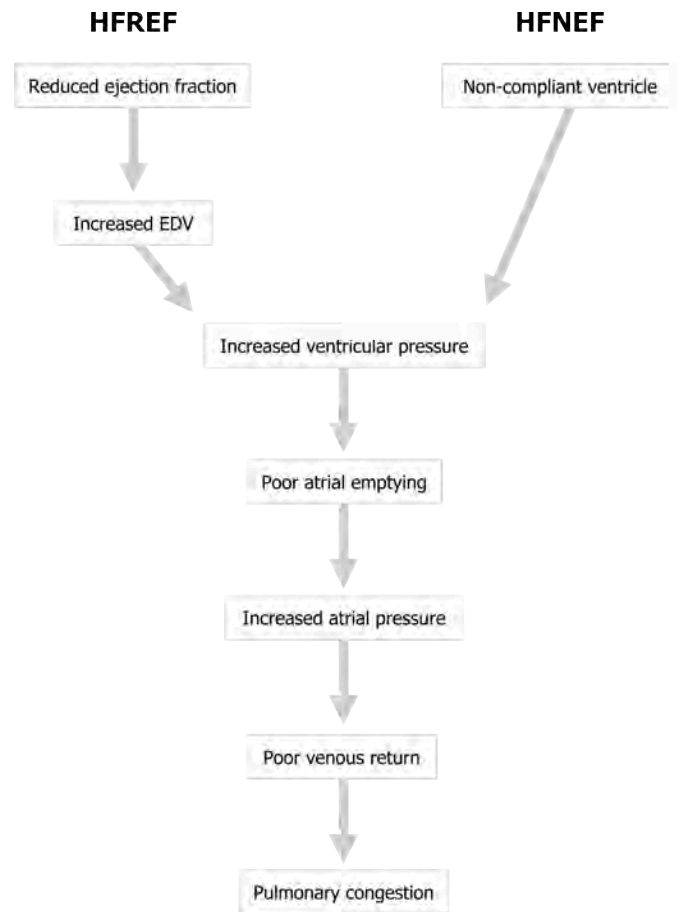 HFREF
HFNEF
Reduced ejection fraction
Non-compliant ventricle
Increased EDV
Increased ventricular pressure
Poor atrial emptying
Increased atrial pressure
Poor venous return
Pulmonary congestion